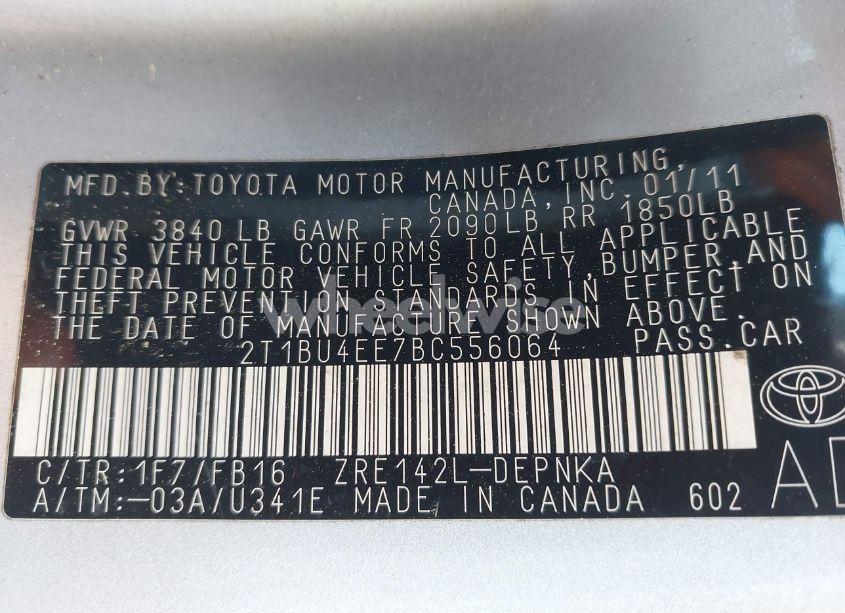 MFD.BY:TOYOTA MOTOR MANUFACTURING,
CANADA,INC. 01/11
GVWR 3840 LB GAWR FR 2090LB, RR 1850LB
THIS VEHICLE CONFORMS TO ALL APPLICABLE
FEDERAL MOTOR VEHICLE SAFETY,BUMPER,AND
THEFT PREVENTION STANDARDS IN EFFECT ON
THE DATE OF MANUFACTURE SHOWN ABOVE.
wheelwise
2T1BU4EE7BC556064 PASS.CAR
C/TR:1F7/FB16 ZRE142L-DEPNKA
A/TM:-03A/U341E MADE IN CANADA 602